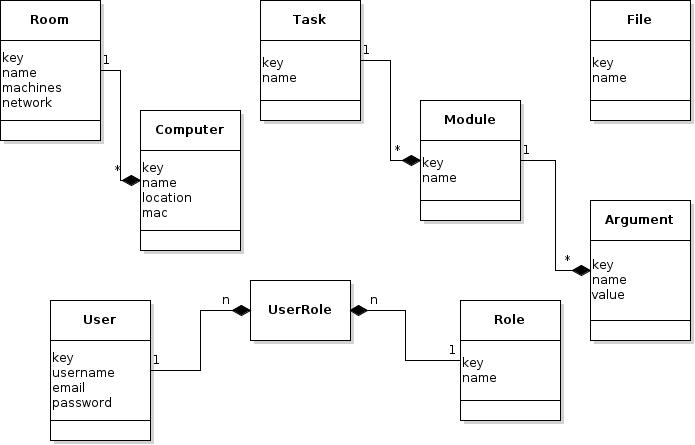 Room
key
name
machines
network
1
*
Computer
key
name
location
mac
Task
key
name
1
*
Module
key
name
1
*
File
key
name
Argument
key
name
value
User
key
username
email
password
1
n
UserRole
n
1
Role
key
name